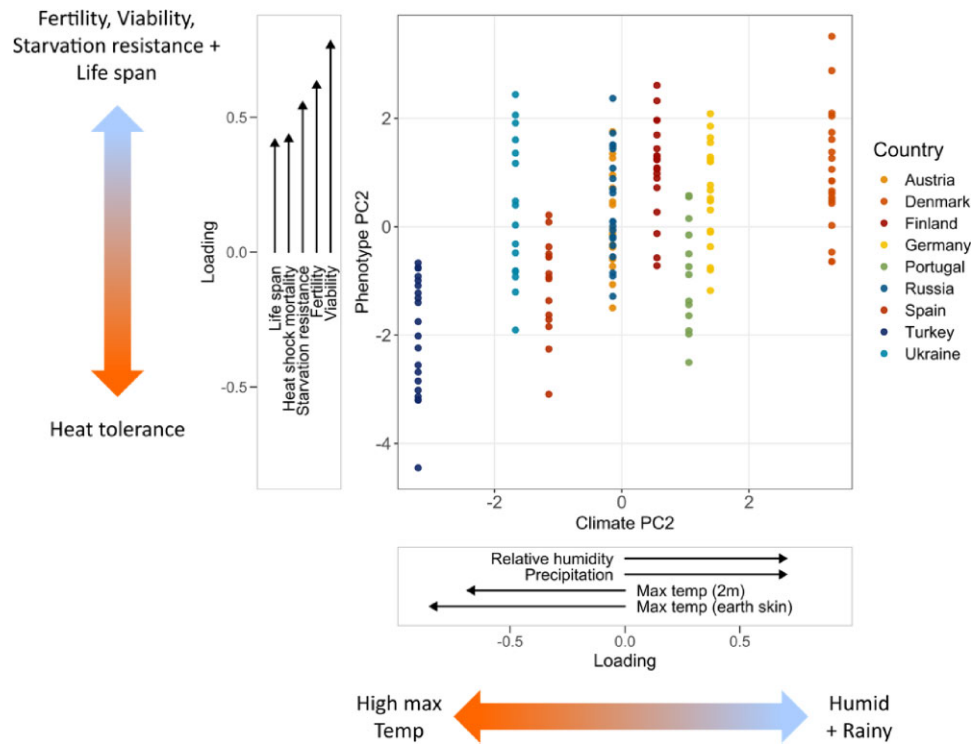 Fertility, Viability,
Starvation resistance +
Life span
Heat tolerance
Loading
0.5
0.0
-0.5
Life span
Heat shock mortality
Starvation resistance
Fertility
Viability
Phenotype PC2
2
0
-2
-4
-2
0
2
Climate PC2
Country
Austria
Denmark
Finland
Germany
Portugal
Russia
Spain
Turkey
Ukraine
Relative humidity
Precipitation
Max temp (2m)
Max temp (earth skin)
-0.5
0.0
0.5
Loading
High max
Temp
Humid
+ Rainy